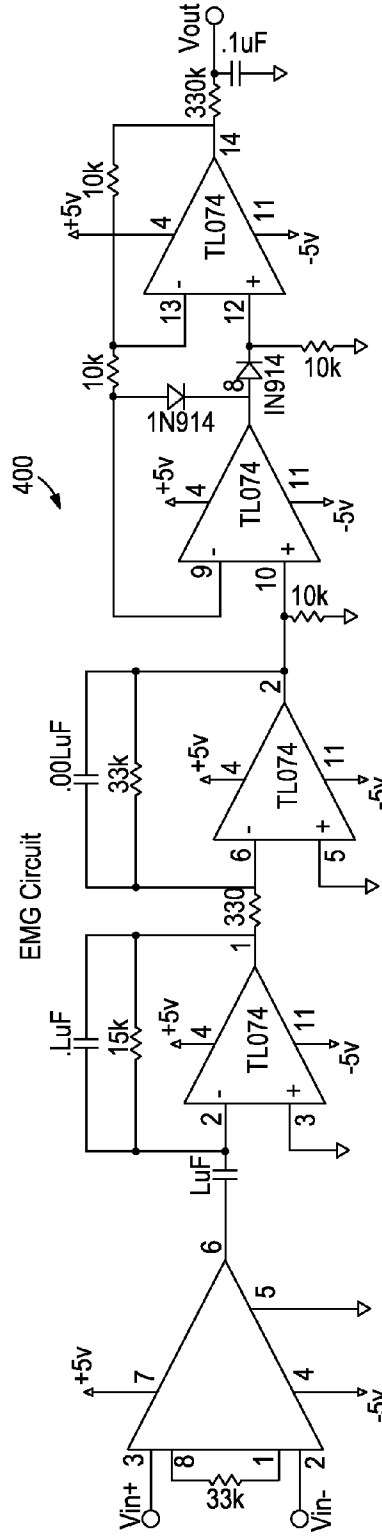 EMG Circuit
400
Vin+
Vin-
3
8
1
2
33k
+5v
7
4
-5v
5
6
LuF
.LuF
15k
2
3
-
+
+5v
4
TL074
11
-5v
1
330
.00LuF
33k
6
5
-
+
+5v
4
TL074
11
-5v
2
10k
9
10
-
+
+5v
4
TL074
11
-5v
8
1N914
IN914
10k
10k
10k
13
12
-
+
+5v
4
TL074
11
-5v
14
330k
.1uF
Vout